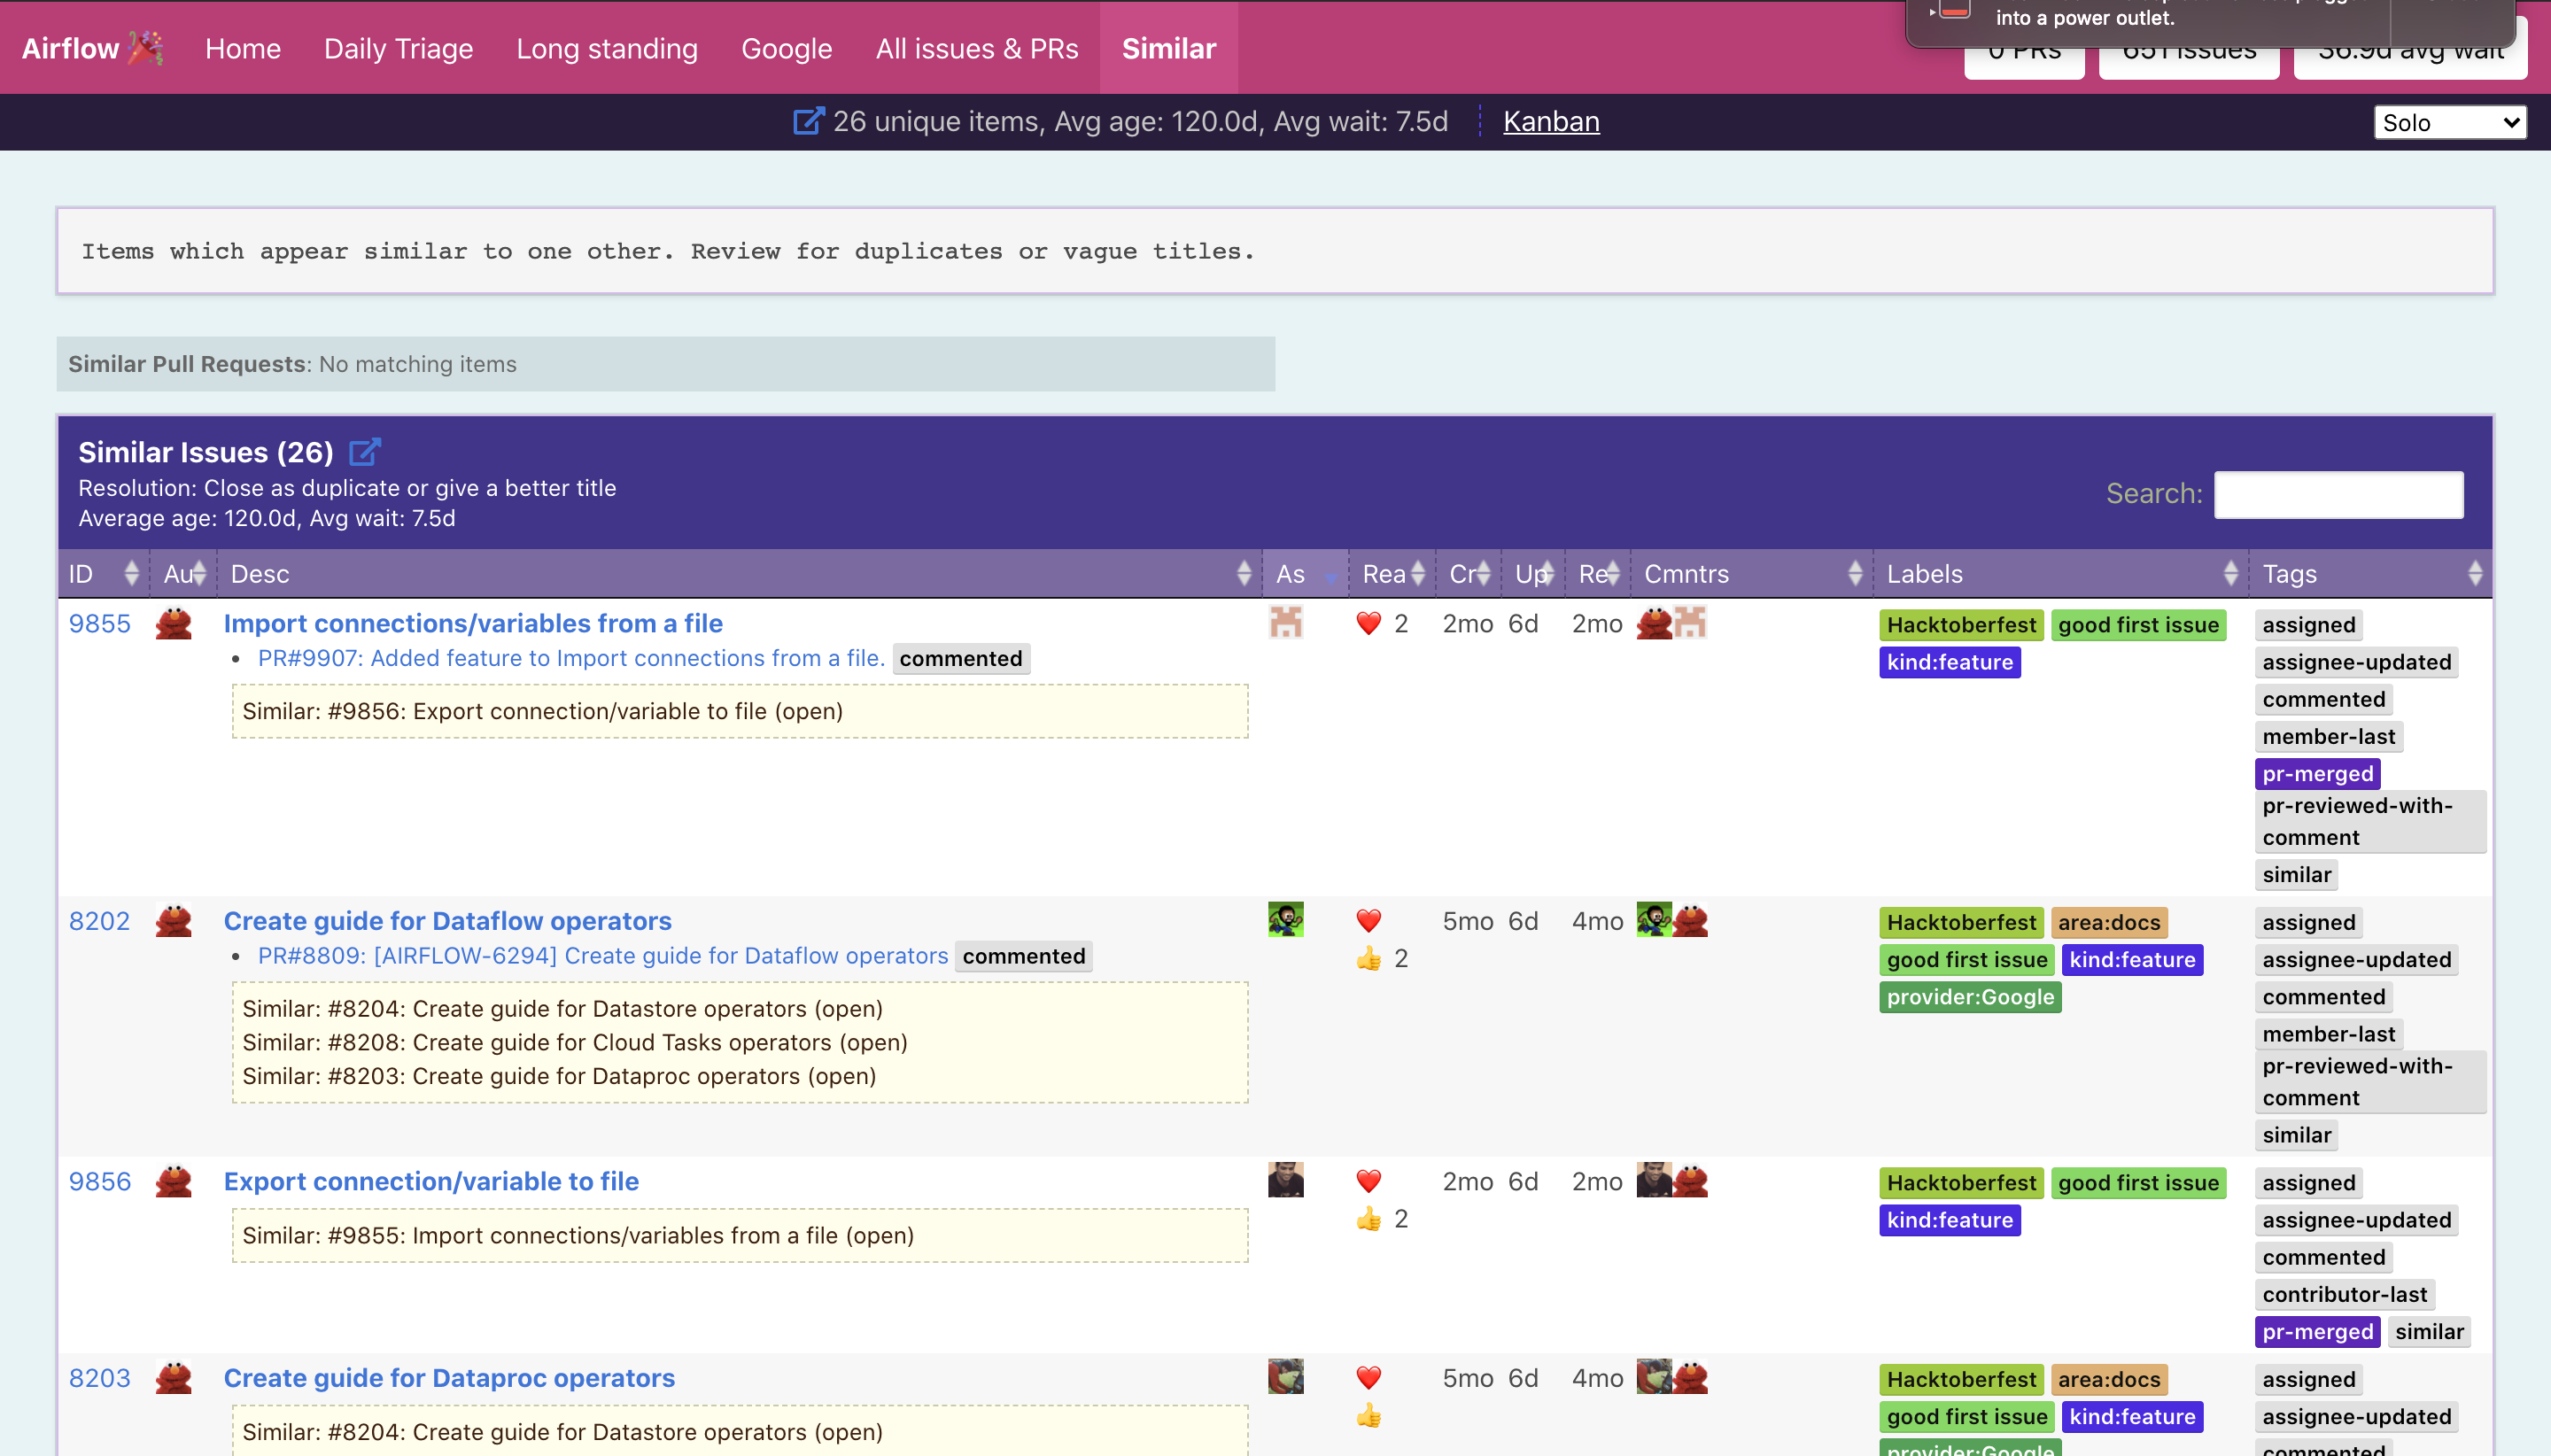 into a power outlet.
Airflow Home Daily Triage Long standing Google All issues & PRs Similar 0 PRs 651 issues 36.9d avg wait
26 unique items, Avg age: 120.0d, Avg wait: 7.5d Kanban Solo
Items which appear similar to one other. Review for duplicates or vague titles.
Similar Pull Requests: No matching items
Similar Issues (26)
Resolution: Close as duplicate or give a better title
Average age: 120.0d, Avg wait: 7.5d
Search:
ID Au Desc As Rea Cr Up Re Cmntrs Labels Tags
9855 Import connections/variables from a file 2 2mo 6d 2mo Hacktoberfest good first issue assigned
PR#9907: Added feature to Import connections from a file. commented kind:feature assignee-updated
Similar: #9856: Export connection/variable to file (open) commented
member-last
pr-merged
pr-reviewed-with-
comment
similar
8202 Create guide for Dataflow operators 5mo 6d 4mo Hacktoberfest area:docs assigned
PR#8809: [AIRFLOW-6294] Create guide for Dataflow operators commented 2 good first issue kind:feature assignee-updated
Similar: #8204: Create guide for Datastore operators (open) provider:Google commented
Similar: #8208: Create guide for Cloud Tasks operators (open) member-last
Similar: #8203: Create guide for Dataproc operators (open) pr-reviewed-with-
comment
similar
9856 Export connection/variable to file 2mo 6d 2mo Hacktoberfest good first issue assigned
Similar: #9855: Import connections/variables from a file (open) 2 kind:feature assignee-updated
commented
contributor-last
pr-merged similar
8203 Create guide for Dataproc operators 5mo 6d 4mo Hacktoberfest area:docs assigned
Similar: #8204: Create guide for Datastore operators (open) good first issue kind:feature assignee-updated
provider:Google commented